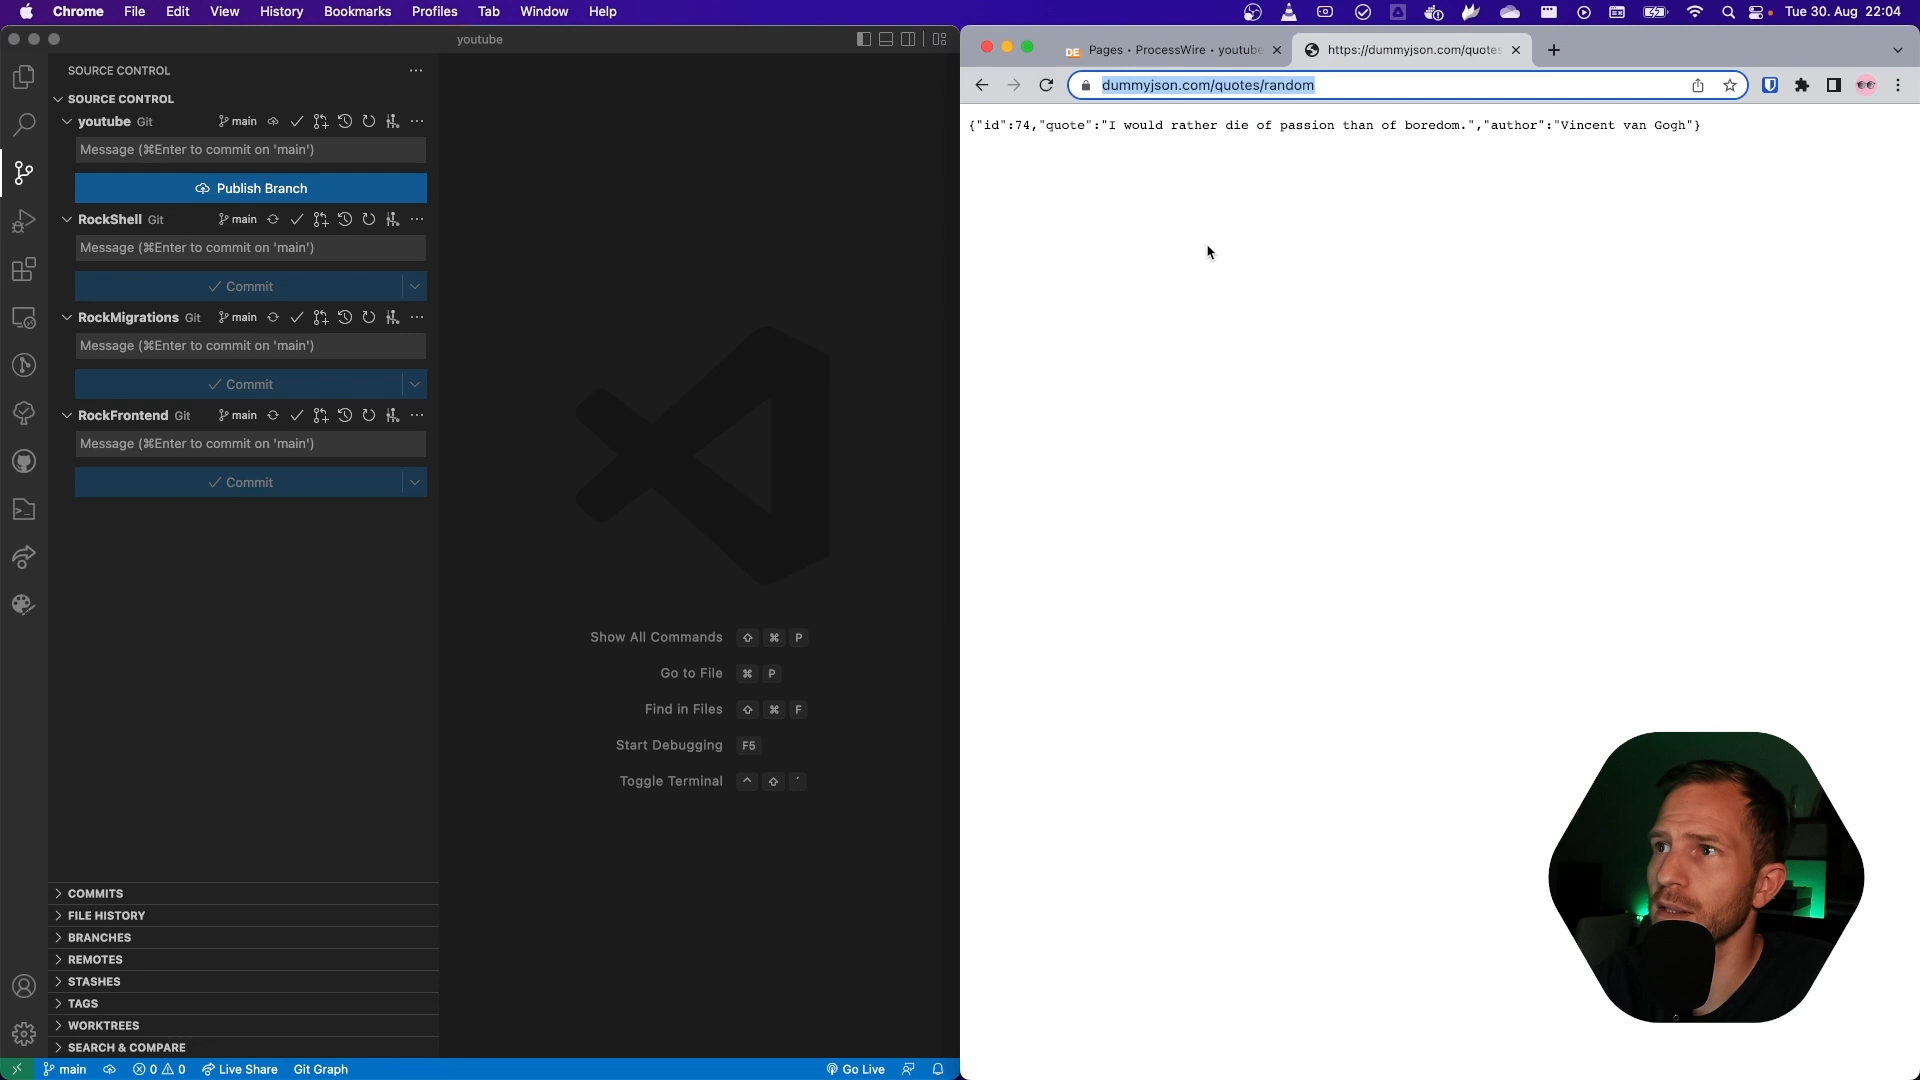 Chrome File Edit View History Bookmarks Profiles Tab Window Help
Tue 30. Aug 22:04
youtube
SOURCE CONTROL
SOURCE CONTROL
youtube Git main
Message (⌘Enter to commit on 'main')
Publish Branch
RockShell Git main
Message (⌘Enter to commit on 'main')
Commit
RockMigrations Git main
Message (⌘Enter to commit on 'main')
Commit
RockFrontend Git main
Message (⌘Enter to commit on 'main')
Commit
Show All Commands ⇧ ⌘ P
Go to File ⌘ P
Find in Files ⇧ ⌘ F
Start Debugging F5
Toggle Terminal ^ ⇧ `
COMMITS
FILE HISTORY
BRANCHES
REMOTES
STASHES
TAGS
WORKTREES
SEARCH & COMPARE
main 0 0 Live Share Git Graph Go Live
DE Pages • ProcessWire • youtube
https://dummyjson.com/quotes
dummyjson.com/quotes/random
{"id":74,"quote":"I would rather die of passion than of boredom.","author":"Vincent van Gogh"}